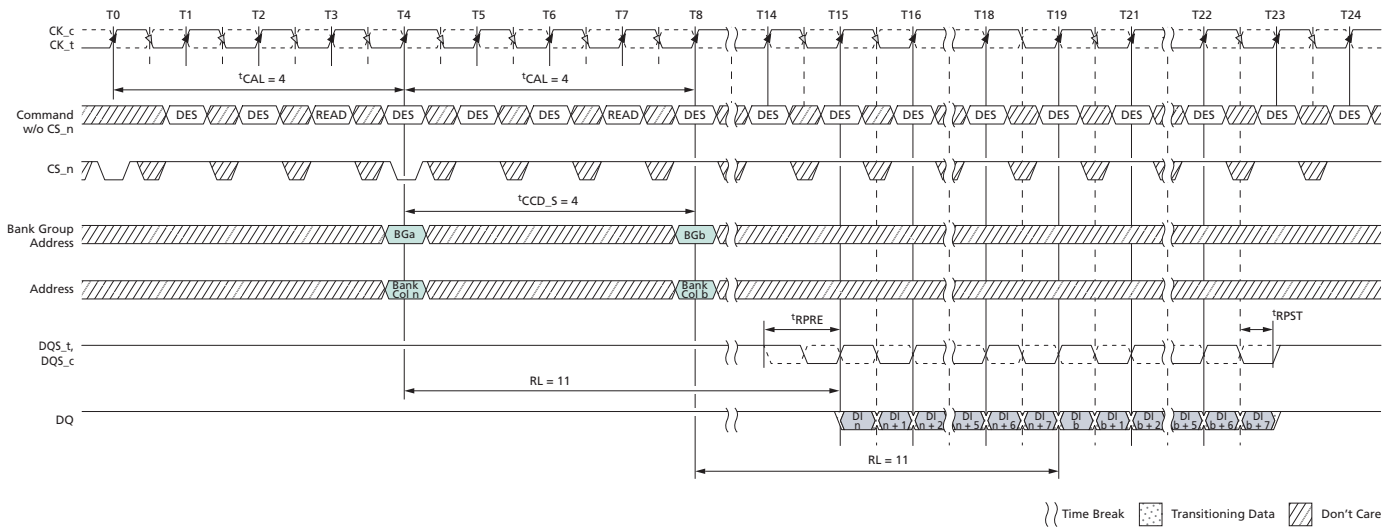 T0 T1 T2 T3 T4 T5 T6 T7 T8 T14 T15 T16 T18 T19 T21 T22 T23 T24
CK_c
CK_t
tCAL = 4 tCAL = 4
Command
w/o CS_n
DES DES READ DES DES DES READ DES DES DES DES DES DES DES DES DES DES
CS_n
tCCD_S = 4
Bank Group
Address
BGa BGb
Address
Bank
Col n
Bank
Col b
tRPRE tRPST
DQS_t,
DQS_c
RL = 11
DQ
DI
n
DI
n + 1
DI
n + 2
DI
n + 5
DI
n + 6
DI
n + 7
DI
b
DI
b + 1
DI
b + 2
DI
b + 5
DI
b + 6
DI
b + 7
RL = 11
Time Break Transitioning Data Don't Care